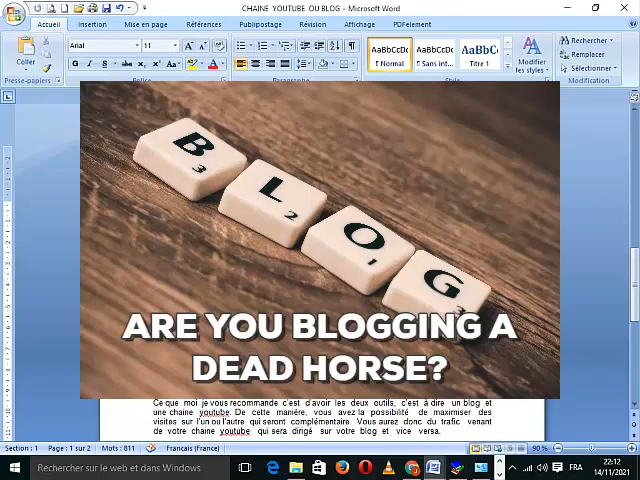 CHAINE YOUTUBE OU BLOG - Microsoft Word
Accueil Insertion Mise en page Références Publipostage Révision Affichage PDFelement
Coller
Arial 11
AaBbCcDc AaBbCcDc AaBbC
¶ Normal ¶ Sans int... Titre 1
Modifier les styles
Rechercher
Remplacer
Sélectionner
Presse-papiers Police Paragraphe Style Modification
B 3
L 2
O 1
G
ARE YOU BLOGGING A
DEAD HORSE?
Ce que moi je vous recommande c'est d'avoir les deux outils, c'est à dire un blog et
une chaine youtube. De cette manière, vous avez la possibilité de maximiser des
visites sur l'un ou l'autre qui seront complémentaire. Vous aurez donc du trafic venant
de votre chaine youtube qui sera dirigé sur votre blog et vice versa.
Section : 1 Page : 1 sur 2 Mots : 811 Français (France) 90 %
Rechercher sur le web et dans Windows
FRA
22:12
14/11/2021